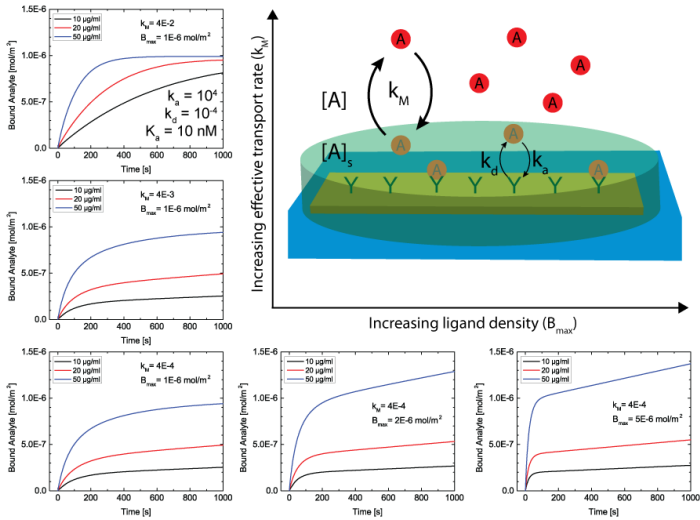 10 µg/ml
20 µg/ml
50 µg/ml
k_M = 4E-2
B_max = 1E-6 mol/m²
k_a = 10⁴
k_d = 10⁻⁴
K_a = 10 nM
1.5E-6
1.0E-6
5.0E-7
0.0
0 200 400 600 800 1000
Time [s]
Bound Analyte [mol/m²]
10 µg/ml
20 µg/ml
50 µg/ml
k_M = 4E-3
B_max = 1E-6 mol/m²
1.5E-6
1.0E-6
5.0E-7
0.0
0 200 400 600 800 1000
Time [s]
Bound Analyte [mol/m²]
Increasing effective transport rate (k_M)
A
A
A
A
A
[A]
k_M
[A]_s
A
A
A
A
k_d
k_a
Y Y Y Y Y Y Y
Increasing ligand density (B_max)
10 µg/ml
20 µg/ml
50 µg/ml
k_M = 4E-4
B_max = 1E-6 mol/m²
1.5E-6
1.0E-6
5.0E-7
0.0
0 200 400 600 800 1000
Time [s]
Bound Analyte [mol/m²]
10 µg/ml
20 µg/ml
50 µg/ml
k_M = 4E-4
B_max = 2E-6 mol/m²
1.5E-6
1.0E-6
5.0E-7
0.0
0 200 400 600 800 1000
Time [s]
Bound Analyte [mol/m²]
10 µg/ml
20 µg/ml
50 µg/ml
k_M = 4E-4
B_max = 5E-6 mol/m²
1.5E-6
1.0E-6
5.0E-7
0.0
0 200 400 600 800 1000
Time [s]
Bound Analyte [mol/m²]